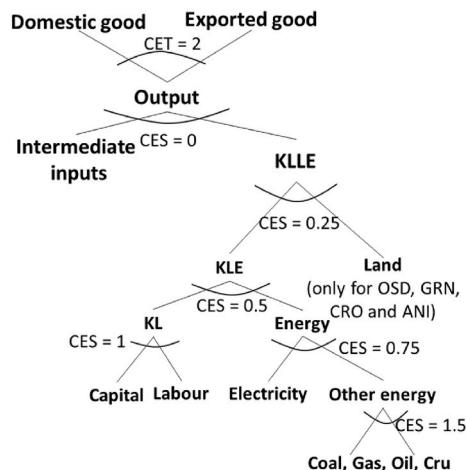 Domestic good
Exported good
CET = 2
Output
Intermediate
inputs
CES = 0
KLLE
CES = 0.25
KLE
Land
(only for OSD, GRN,
CRO and ANI)
CES = 0.5
KL
Energy
CES = 1
CES = 0.75
Capital
Labour
Electricity
Other energy
CES = 1.5
Coal, Gas, Oil, Cru